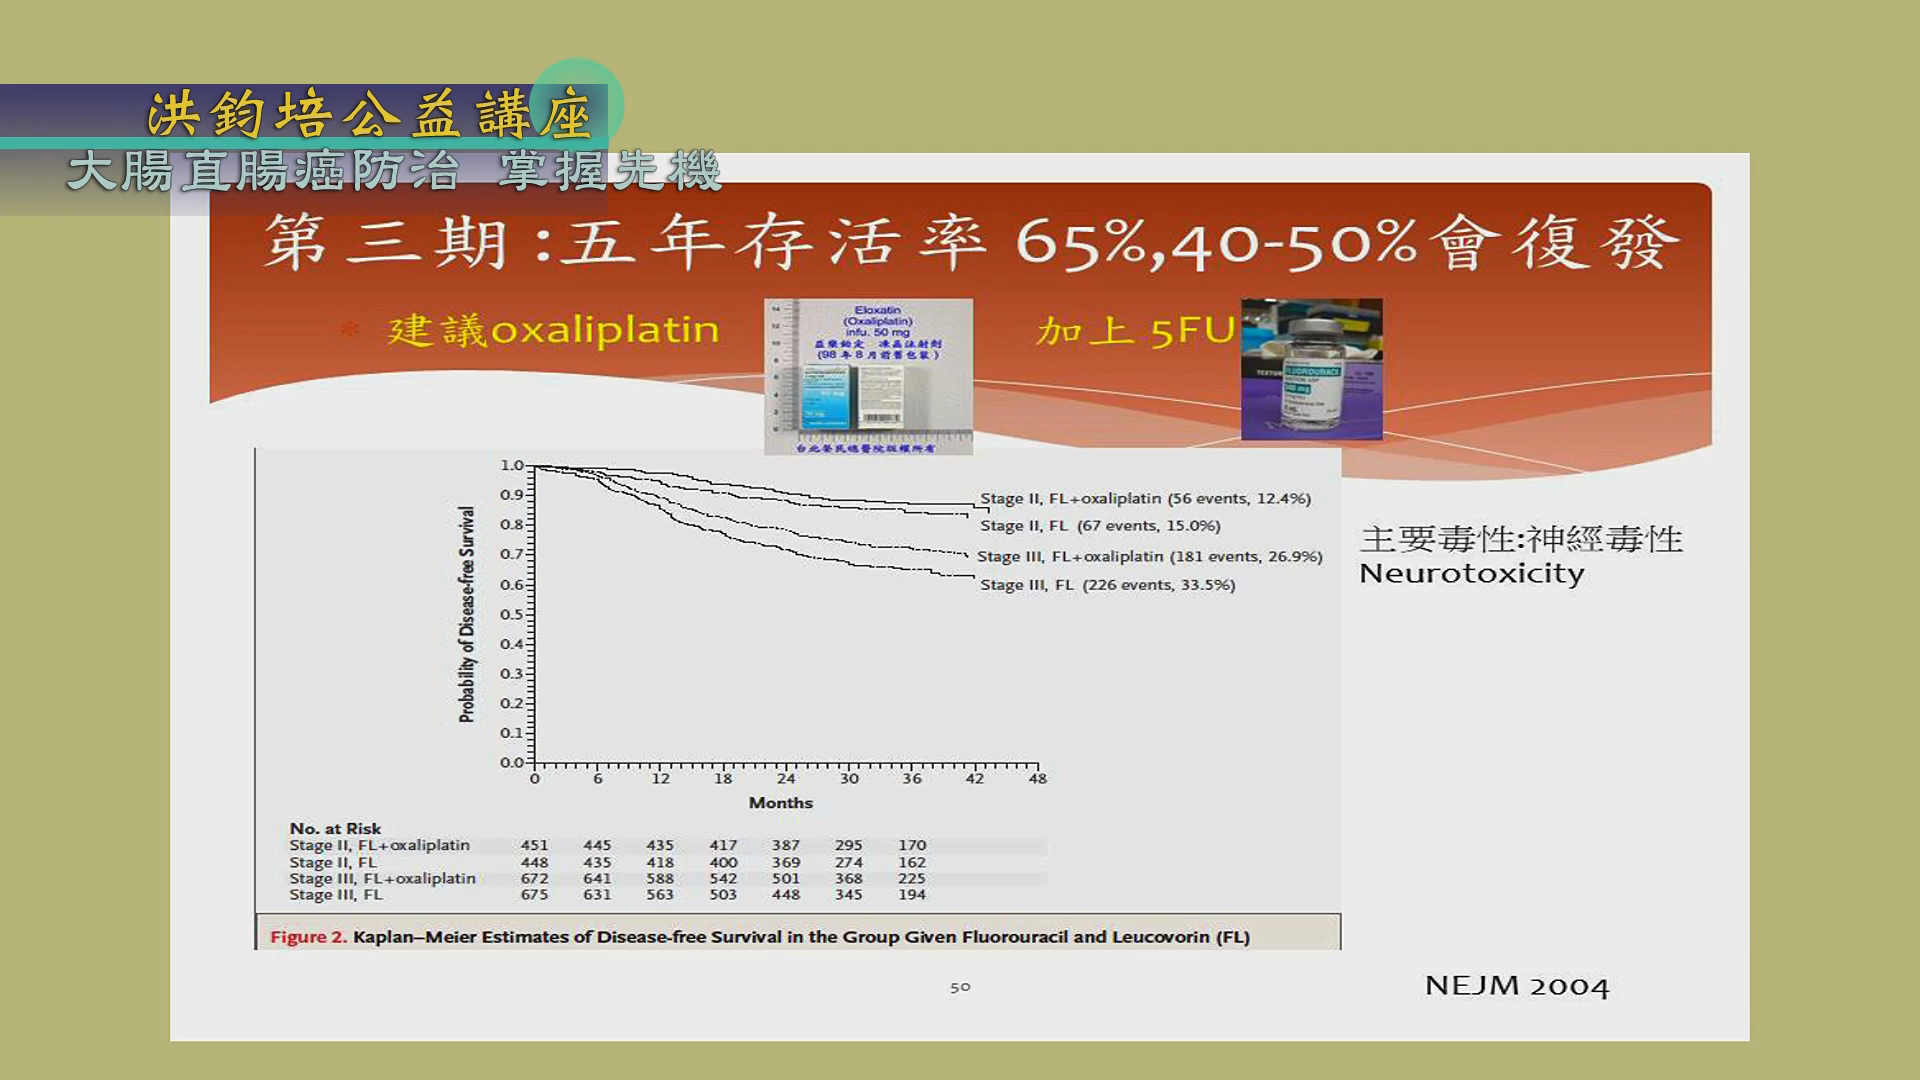 洪鈞培公益講座
大腸直腸癌防治 掌握先機
第三期:五年存活率 65%,40-50%會復發
* 建議oxaliplatin
加上 5FU
Eloxatin
(Oxaliplatin)
infu. 50 mg
益樂鉑定 凍晶注射劑
(98 年 8 月前舊包裝)
台北榮民總醫院版權所有
FLUOROURACIL
主要毒性:神經毒性
Neurotoxicity
Probability of Disease-free Survival
1.0
0.9
0.8
0.7
0.6
0.5
0.4
0.3
0.2
0.1
0.0
Stage II, FL+oxaliplatin (56 events, 12.4%)
Stage II, FL (67 events, 15.0%)
Stage III, FL+oxaliplatin (181 events, 26.9%)
Stage III, FL (226 events, 33.5%)
0 6 12 18 24 30 36 42 48
Months
No. at Risk
Stage II, FL+oxaliplatin 451 445 435 417 387 295 170
Stage II, FL 448 435 418 400 369 274 162
Stage III, FL+oxaliplatin 672 641 588 542 501 368 225
Stage III, FL 675 631 563 503 448 345 194
Figure 2. Kaplan–Meier Estimates of Disease-free Survival in the Group Given Fluorouracil and Leucovorin (FL)
50
NEJM 2004